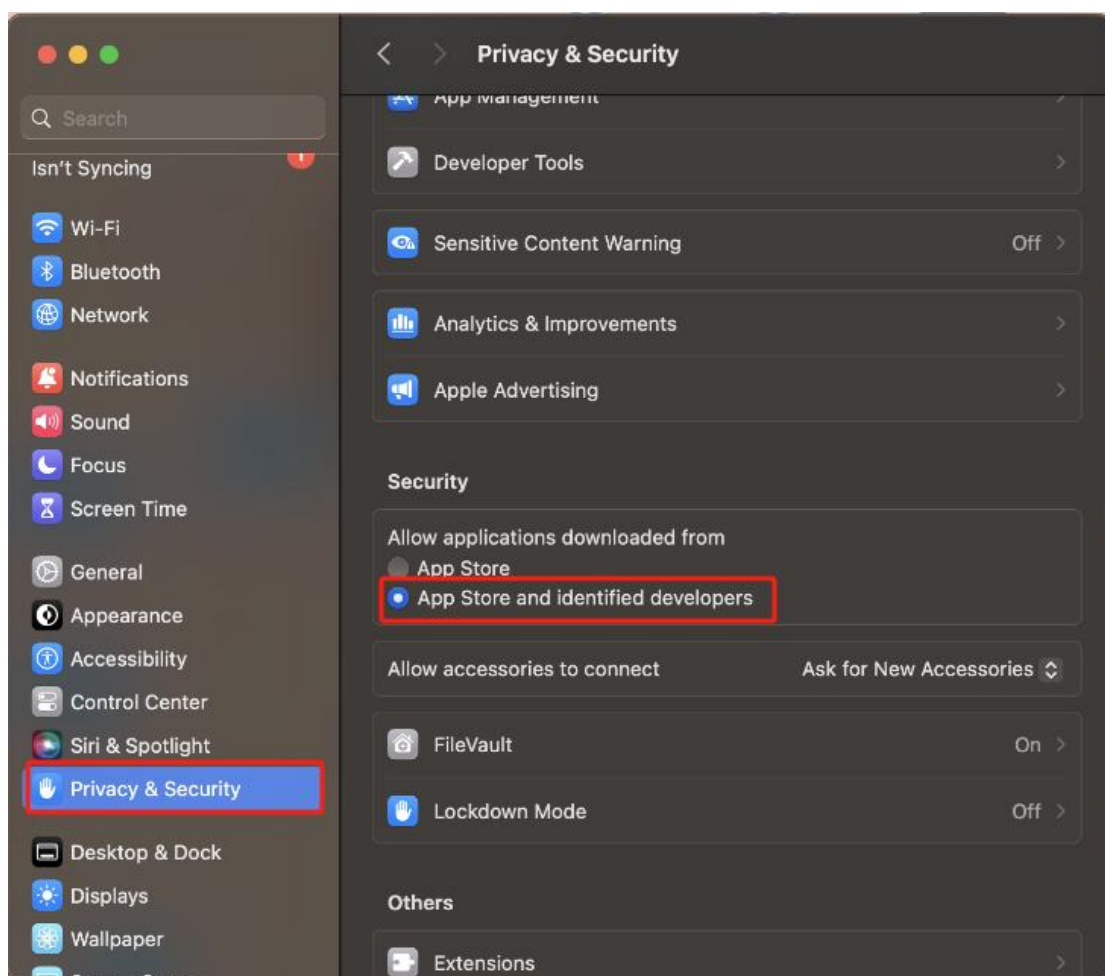 Privacy & Security
Search
Isn't Syncing
Wi-Fi
Bluetooth
Network
Notifications
Sound
Focus
Screen Time
General
Appearance
Accessibility
Control Center
Siri & Spotlight
Privacy & Security
Desktop & Dock
Displays
Wallpaper
App Management
Developer Tools
Sensitive Content Warning Off
Analytics & Improvements
Apple Advertising
Security
Allow applications downloaded from
App Store
App Store and identified developers
Allow accessories to connect Ask for New Accessories
FileVault On
Lockdown Mode Off
Others
Extensions